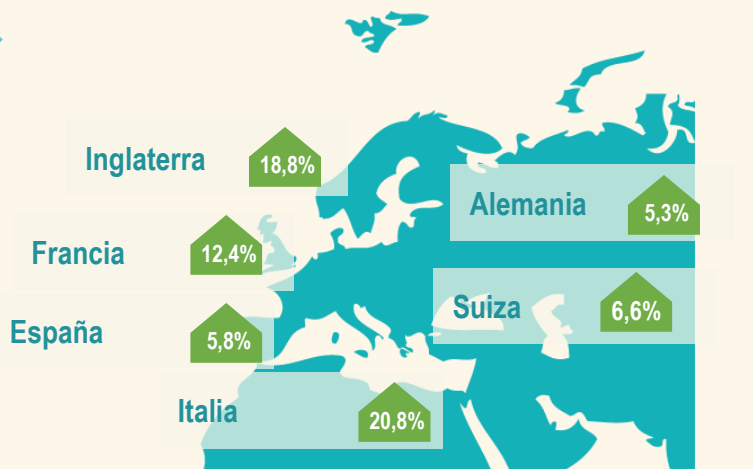 Inglaterra 18,8%
Alemania 5,3%
Francia 12,4%
Suiza 6,6%
España 5,8%
Italia 20,8%